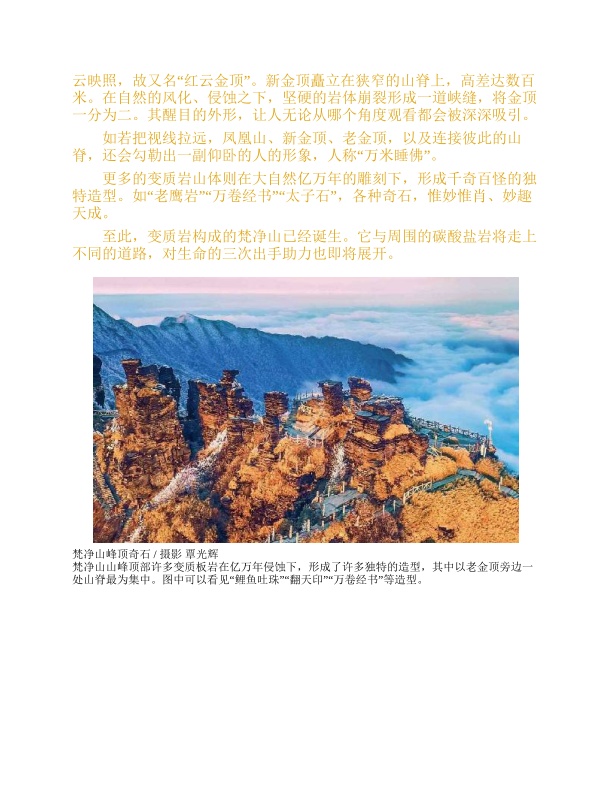 云映照，故又名“红云金顶”。新金顶矗立在狭窄的山脊上，高差达数百
米。在自然的风化、侵蚀之下，坚硬的岩体崩裂形成一道峡缝，将金顶
一分为二。其醒目的外形，让人无论从哪个角度观看都会被深深吸引。
如若把视线拉远，凤凰山、新金顶、老金顶，以及连接彼此的山
脊，还会勾勒出一副仰卧的人的形象，人称“万米睡佛”。
更多的变质岩山体则在大自然亿万年的雕刻下，形成千奇百怪的独
特造型。如“老鹰岩”“万卷经书”“太子石”，各种奇石，惟妙惟肖、妙趣
天成。
至此，变质岩构成的梵净山已经诞生。它与周围的碳酸盐岩将走上
不同的道路，对生命的三次出手助力也即将展开。
梵净山峰顶奇石 / 摄影 覃光辉
梵净山山峰顶部许多变质板岩在亿万年侵蚀下，形成了许多独特的造型，其中以老金顶旁边一
处山脊最为集中。图中可以看见“鲤鱼吐珠”“翻天印”“万卷经书”等造型。